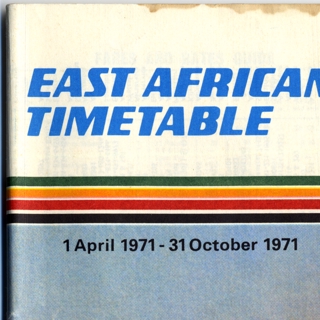 EAST AFRICAN
TIMETABLE
1 April 1971 - 31 October 1971